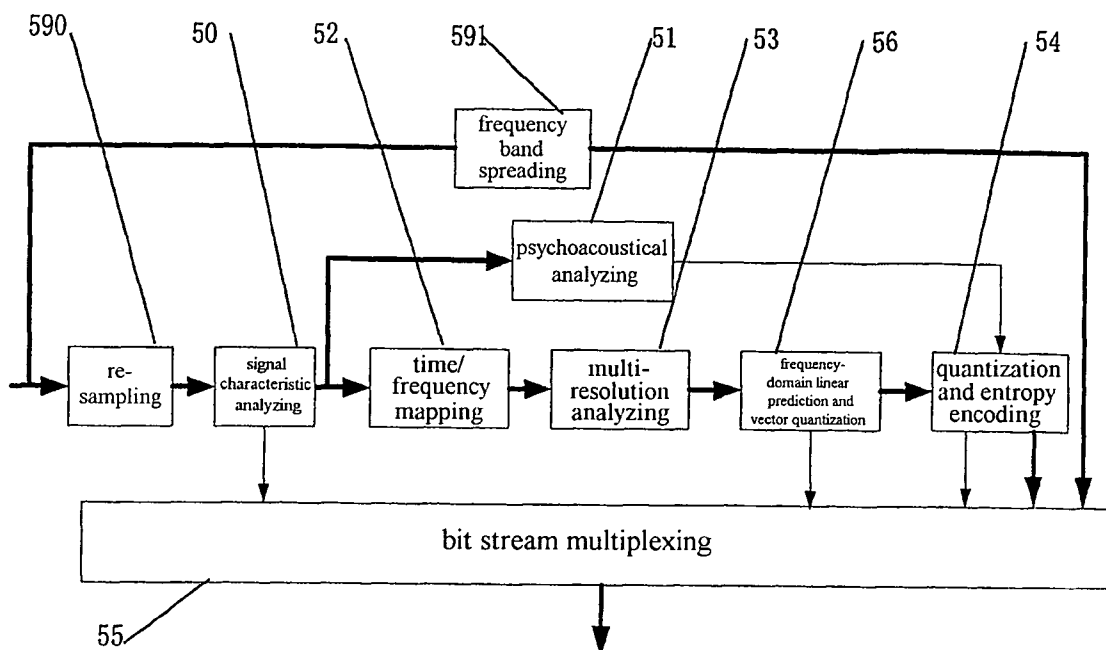 590
50
52
591
51
53
56
54
frequency
band
spreading
psychoacoustical
analyzing
re-
sampling
signal
characteristic
analyzing
time/
frequency
mapping
multi-
resolution
analyzing
frequency-
domain linear
prediction and
vector quantization
quantization
and entropy
encoding
bit stream multiplexing
55